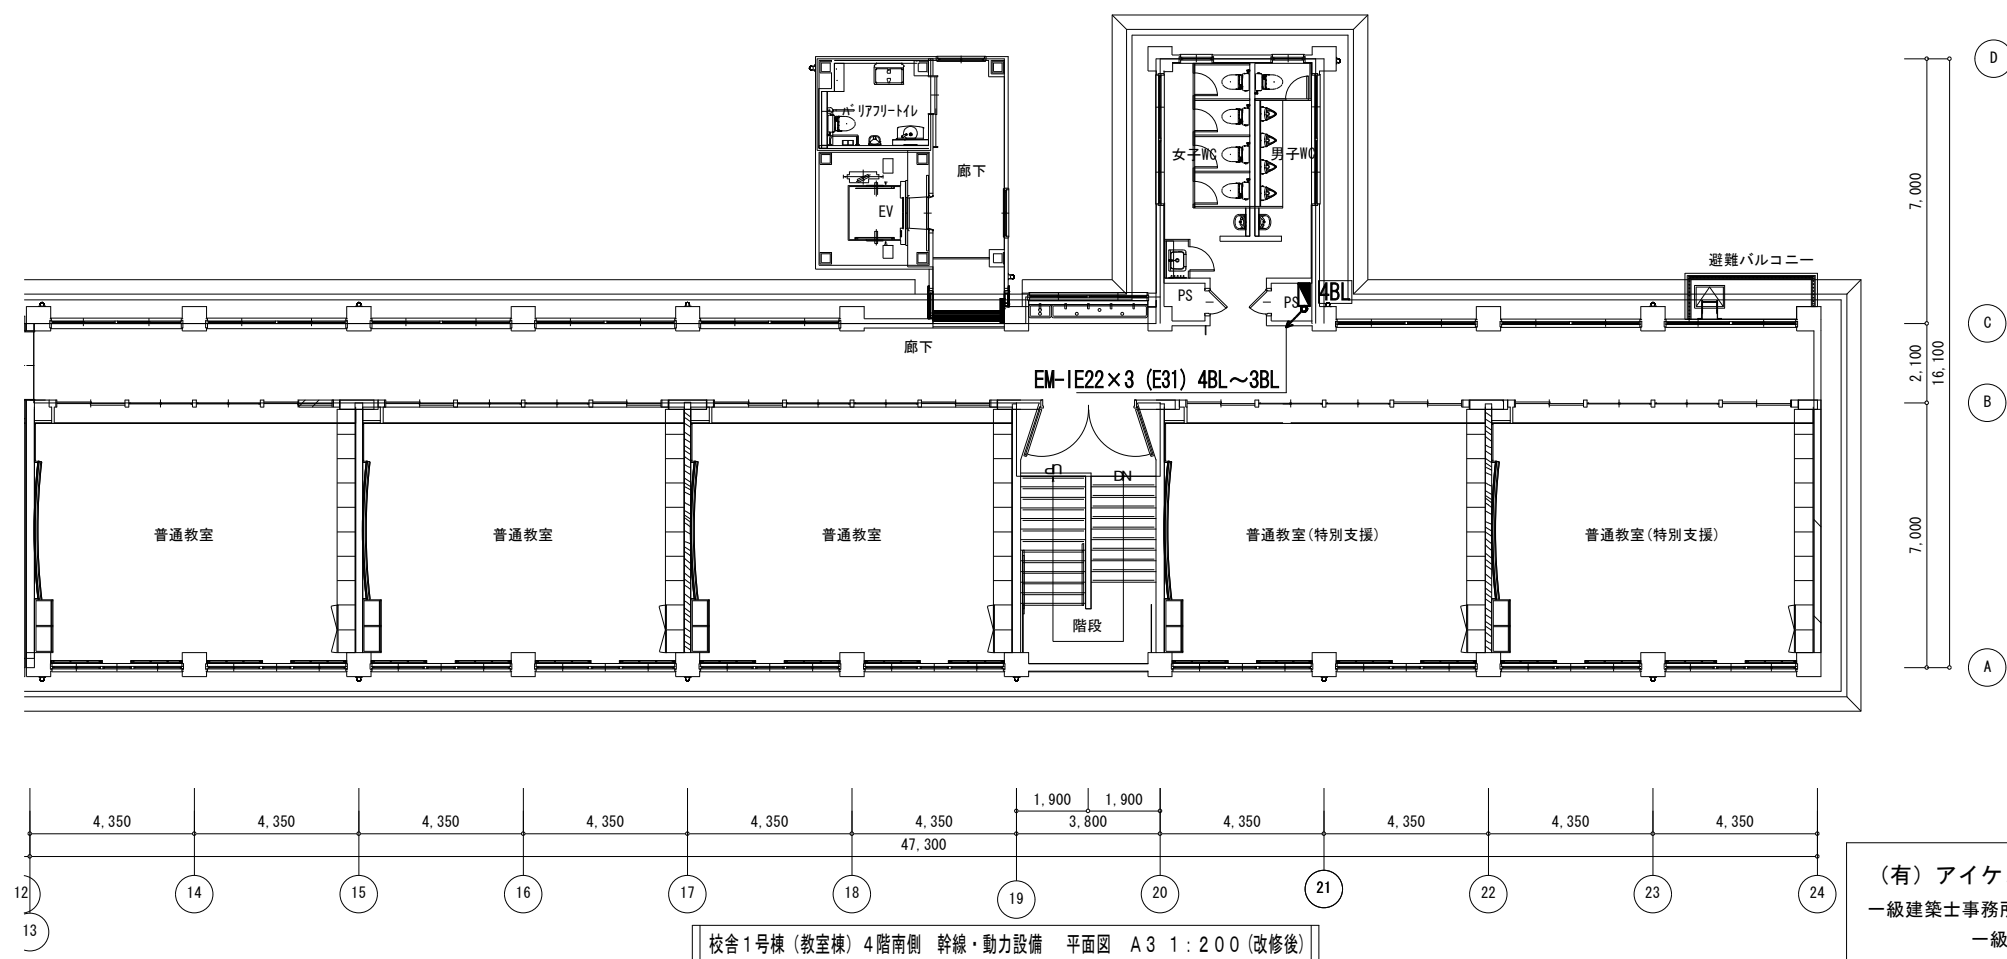 D
バリアフリートイレ
女子WC
男子WC
廊下
7,000
EV
避難バルコニー
PS
PS
4BL
C
廊下
2,100
16,100
EM-IE22×3 (E31) 4BL～3BL
B
UP
DN
普通教室
普通教室
普通教室
普通教室(特別支援)
普通教室(特別支援)
7,000
階段
A
1,900
1,900
4,350
4,350
4,350
4,350
4,350
4,350
3,800
4,350
4,350
4,350
4,350
47,300
12
14
15
16
17
18
19
20
21
22
23
24
13
(有) アイケ
一級建築士事務所
一級
校舎１号棟 (教室棟) ４階南側 幹線・動力設備 平面図 Ａ３ １：２００ (改修後)